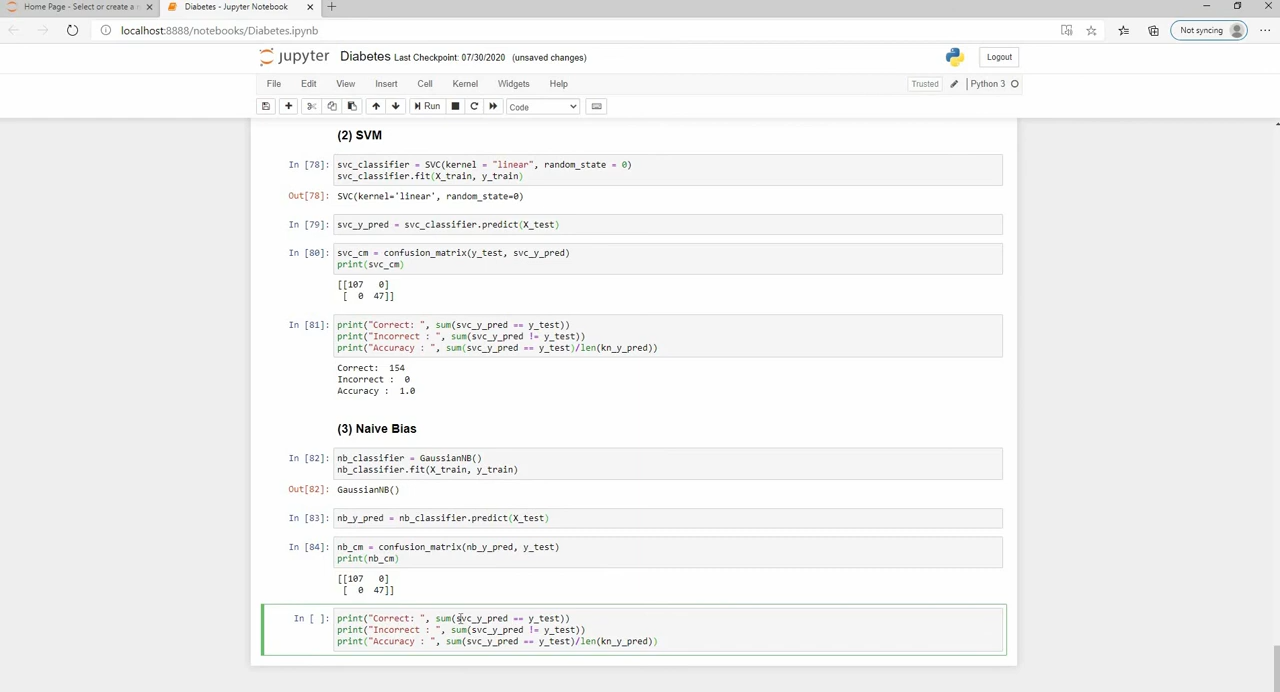 Home Page - Select or create a n
Diabetes - Jupyter Notebook
localhost:8888/notebooks/Diabetes.ipynb
Not syncing
jupyter Diabetes Last Checkpoint: 07/30/2020 (unsaved changes)
Logout
File Edit View Insert Cell Kernel Widgets Help
Trusted
Python 3
Run
Code
(2) SVM
In [78]: svc_classifier = SVC(kernel = "linear", random_state = 0)
svc_classifier.fit(X_train, y_train)
Out[78]: SVC(kernel='linear', random_state=0)
In [79]: svc_y_pred = svc_classifier.predict(X_test)
In [80]: svc_cm = confusion_matrix(y_test, svc_y_pred)
print(svc_cm)
[[107   0]
[  0  47]]
In [81]: print("Correct: ", sum(svc_y_pred == y_test))
print("Incorrect : ", sum(svc_y_pred != y_test))
print("Accuracy : ", sum(svc_y_pred == y_test)/len(kn_y_pred))
Correct:  154
Incorrect :  0
Accuracy :  1.0
(3) Naive Bias
In [82]: nb_classifier = GaussianNB()
nb_classifier.fit(X_train, y_train)
Out[82]: GaussianNB()
In [83]: nb_y_pred = nb_classifier.predict(X_test)
In [84]: nb_cm = confusion_matrix(nb_y_pred, y_test)
print(nb_cm)
[[107   0]
[  0  47]]
In [ ]: print("Correct: ", sum(svc_y_pred == y_test))
print("Incorrect : ", sum(svc_y_pred != y_test))
print("Accuracy : ", sum(svc_y_pred == y_test)/len(kn_y_pred))